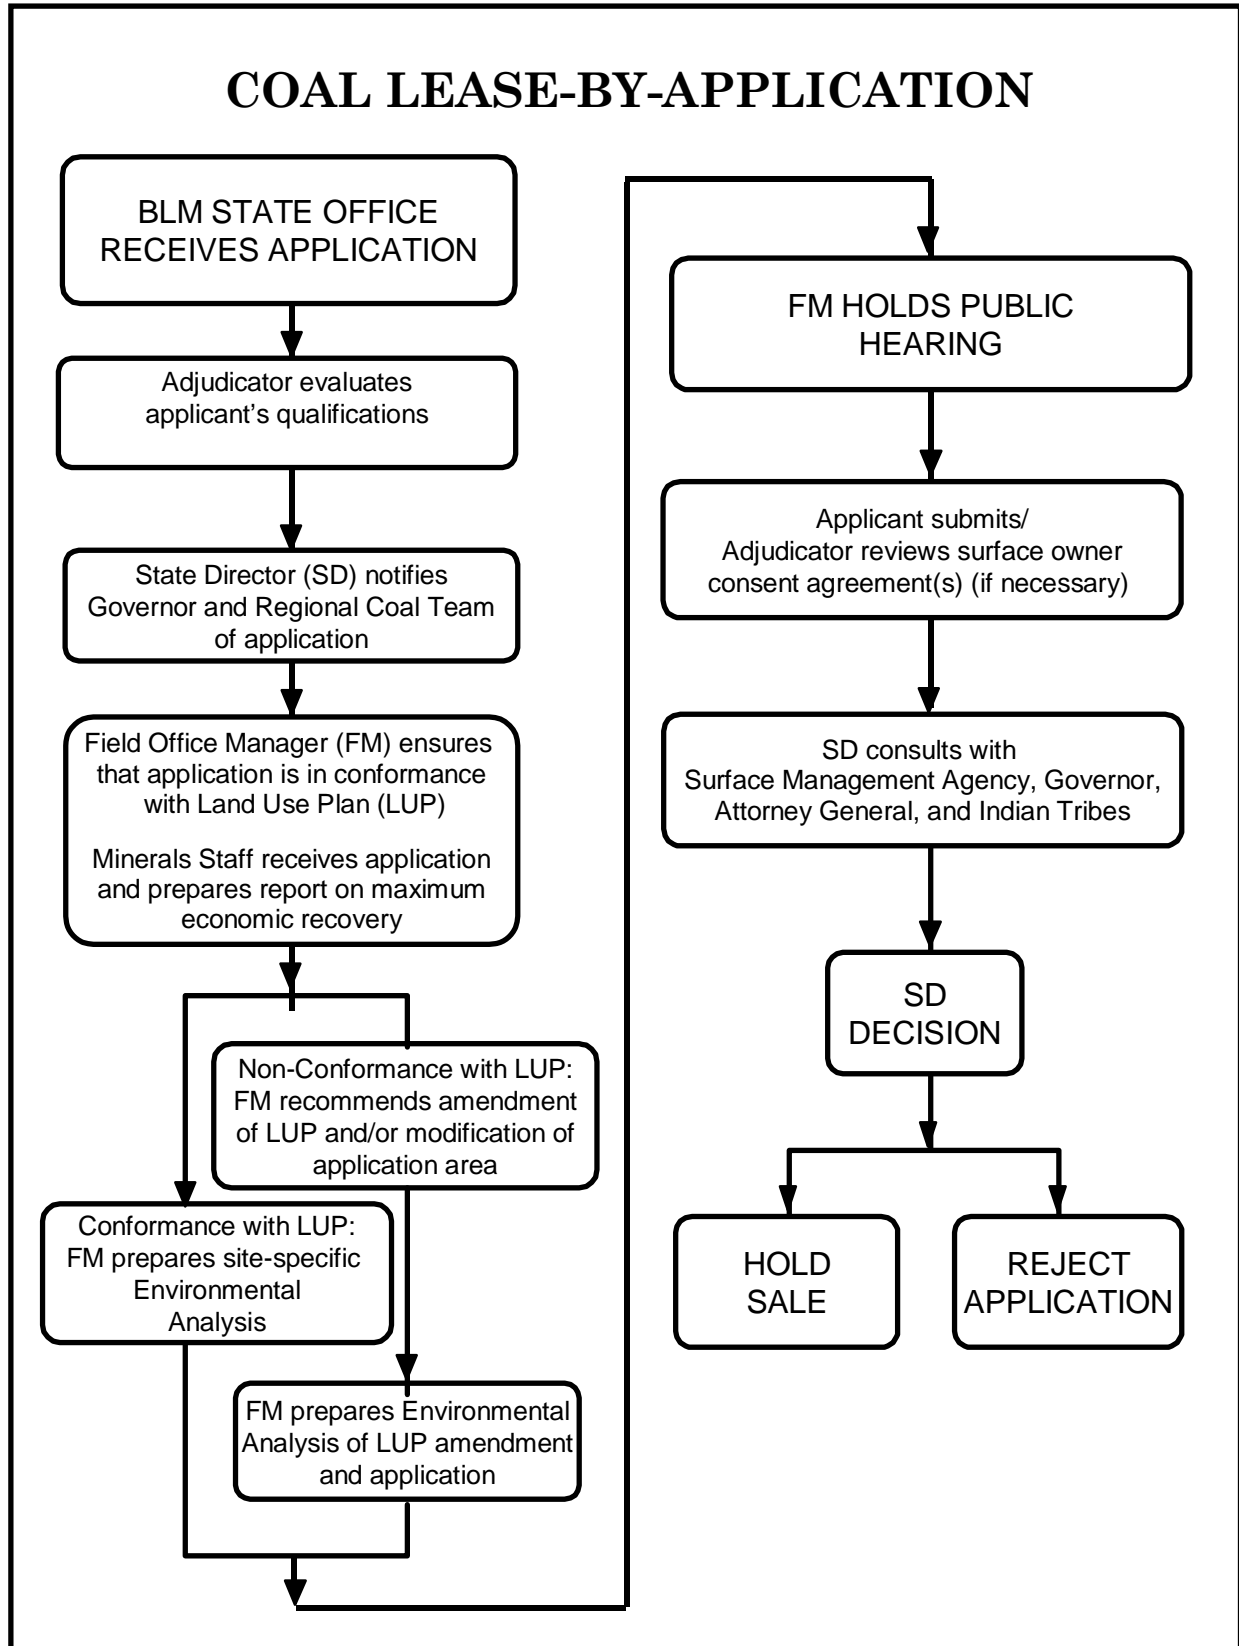 COAL LEASE-BY-APPLICATION
BLM STATE OFFICE
RECEIVES APPLICATION
Adjudicator evaluates
applicant’s qualifications
State Director (SD) notifies
Governor and Regional Coal Team
of application
Field Office Manager (FM) ensures
that application is in conformance
with Land Use Plan (LUP)
Minerals Staff receives application
and prepares report on maximum
economic recovery
Non-Conformance with LUP:
FM recommends amendment
of LUP and/or modification of
application area
Conformance with LUP:
FM prepares site-specific
Environmental
Analysis
FM prepares Environmental
Analysis of LUP amendment
and application
FM HOLDS PUBLIC
HEARING
Applicant submits/
Adjudicator reviews surface owner
consent agreement(s) (if necessary)
SD consults with
Surface Management Agency, Governor,
Attorney General, and Indian Tribes
SD
DECISION
HOLD
SALE
REJECT
APPLICATION